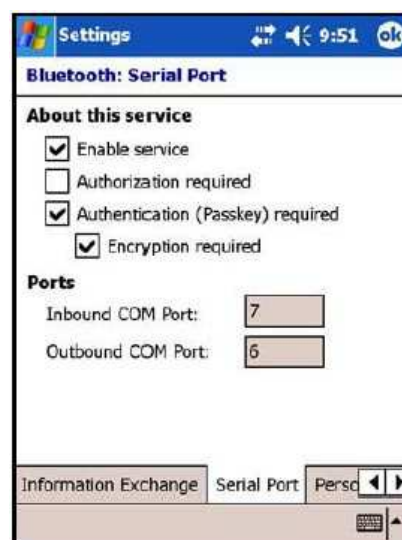 Settings 9:51 ok
Bluetooth: Serial Port
About this service
Enable service
Authorization required
Authentication (Passkey) required
Encryption required
Ports
Inbound COM Port: 7
Outbound COM Port: 6
Information Exchange Serial Port Perso